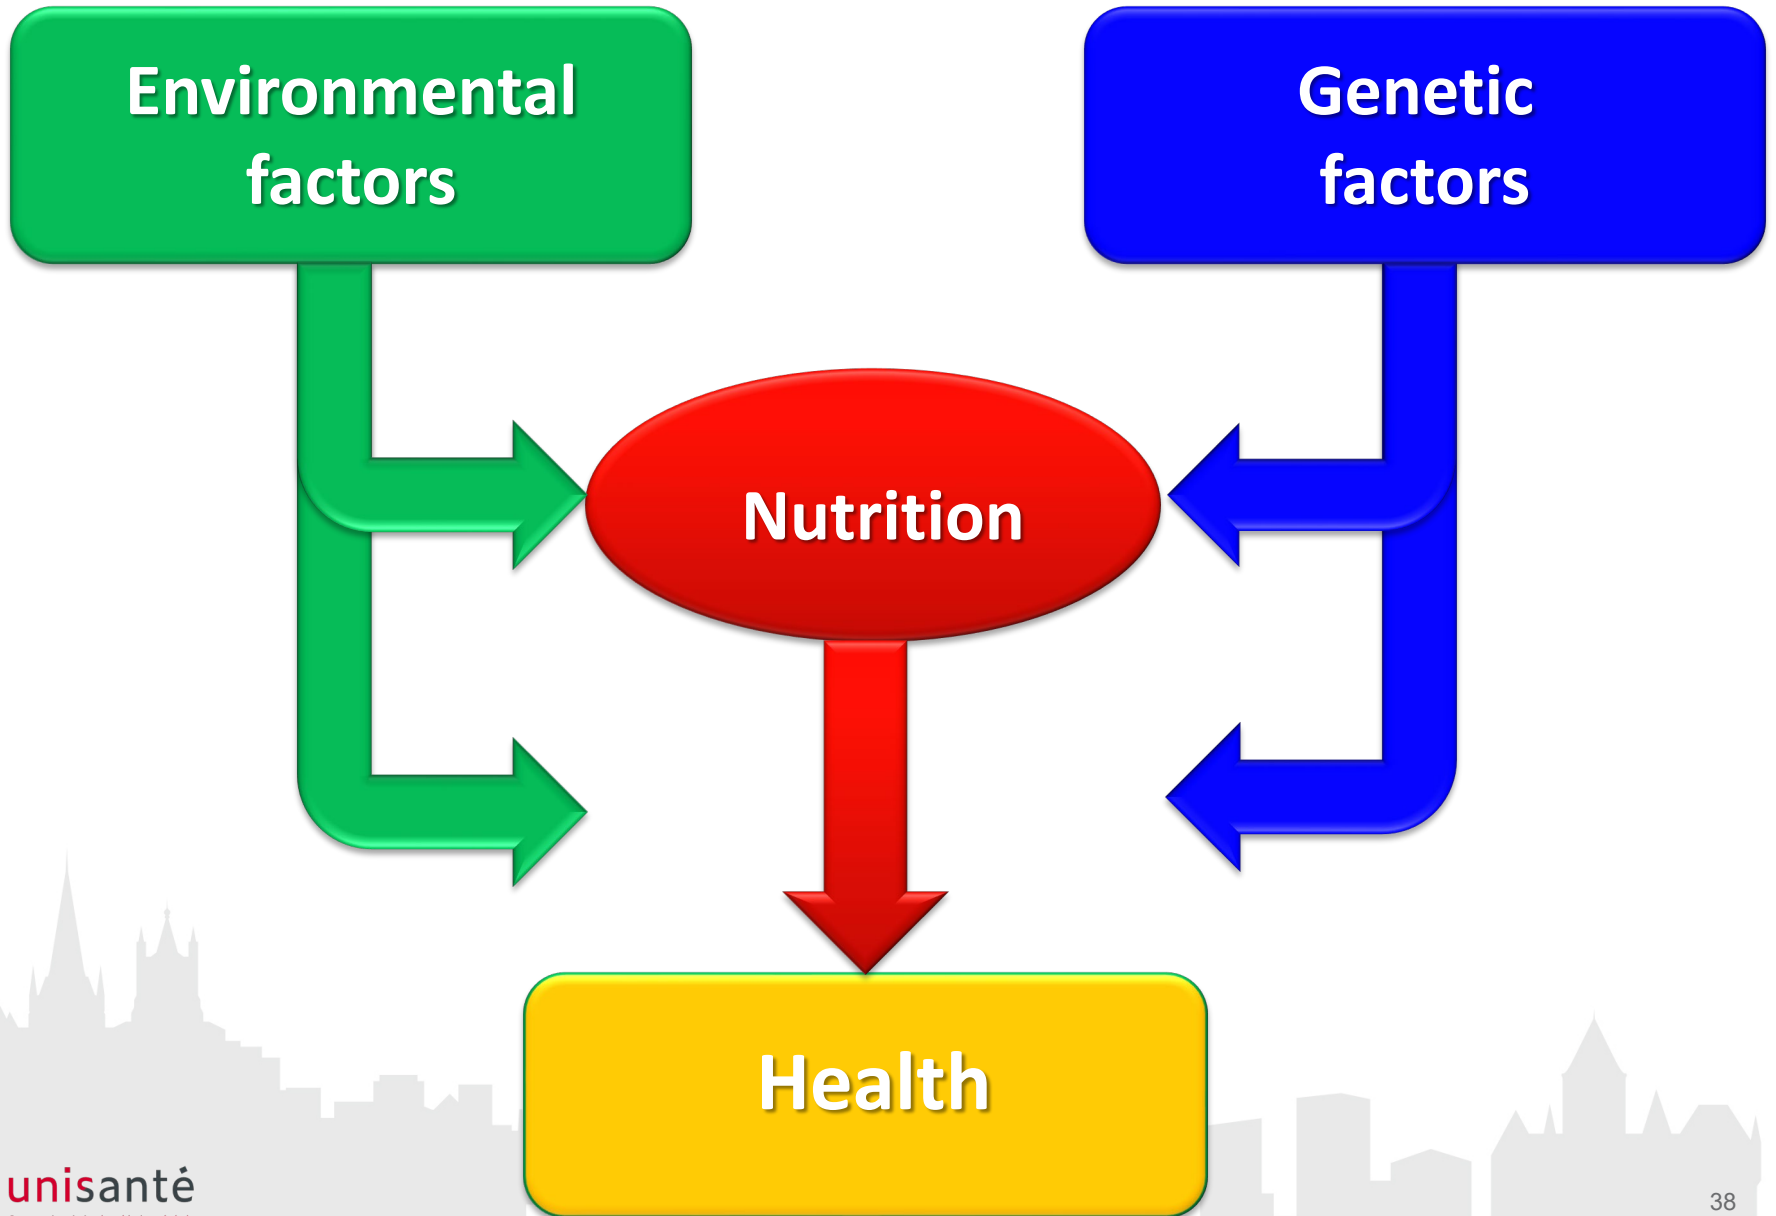 Environmental
factors
Genetic
factors
Nutrition
Health
unisanté
38